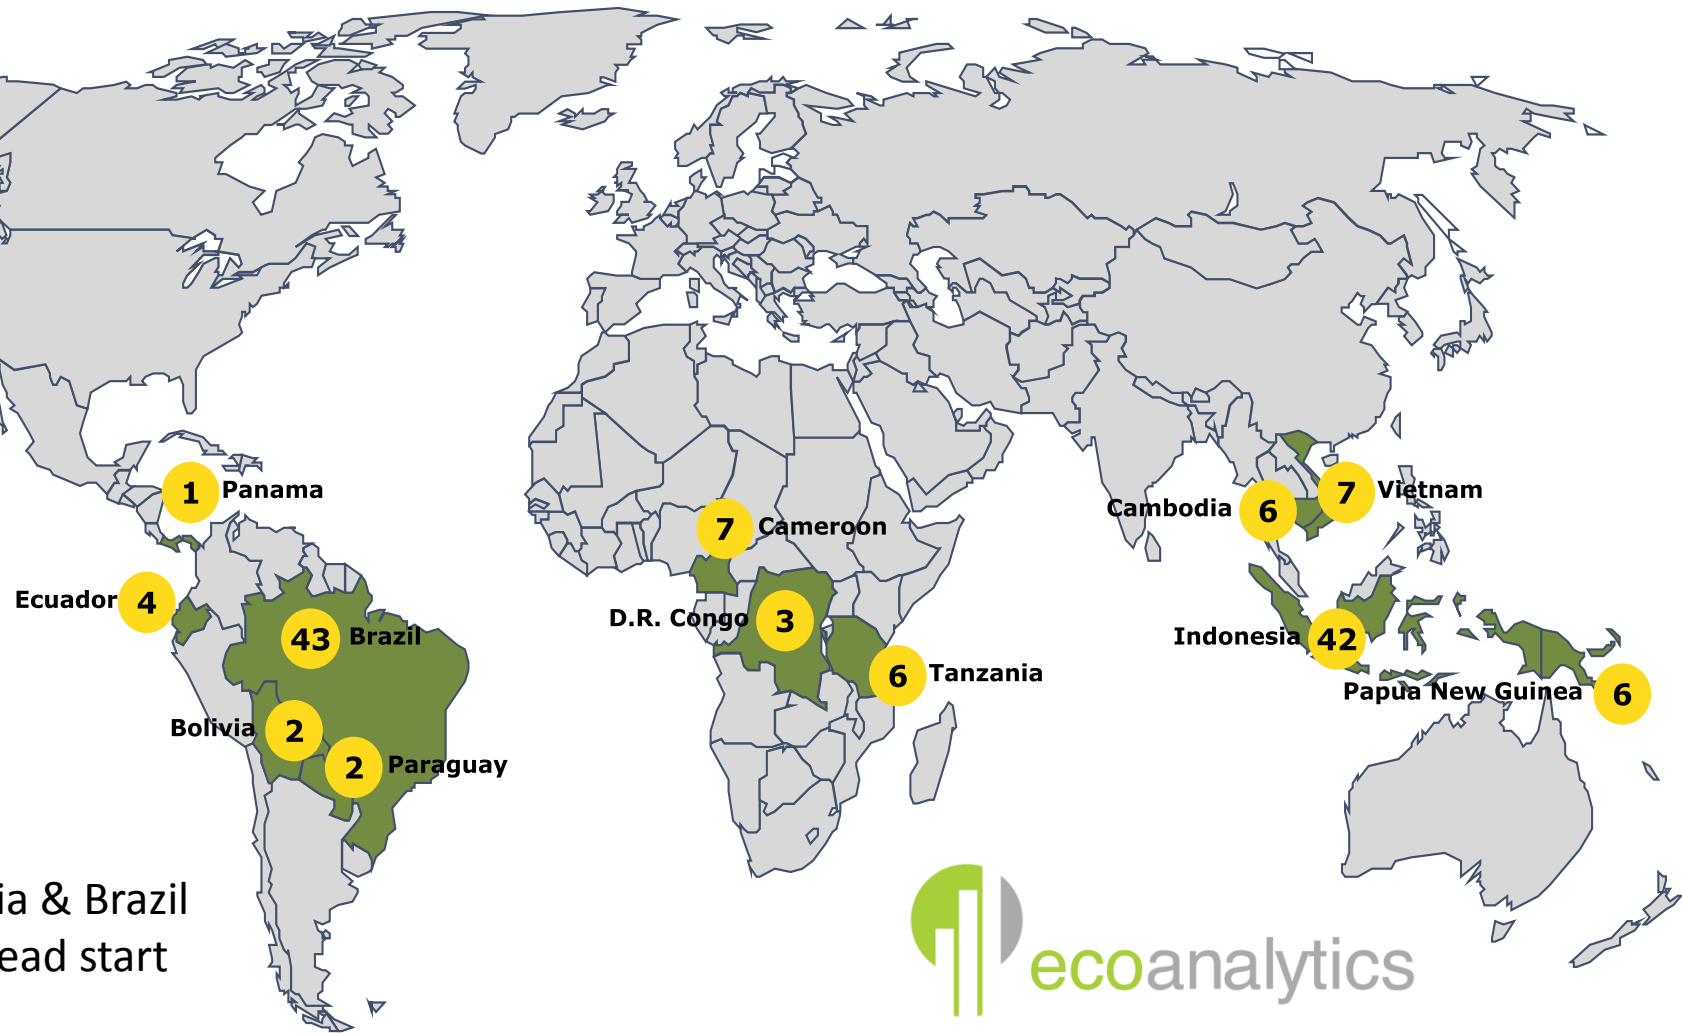 1 Panama
7 Vietnam
Cambodia 6
7 Cameroon
Ecuador 4
D.R. Congo 3
43 Brazil
Indonesia 42
6 Tanzania
Papua New Guinea 6
Bolivia 2
2 Paraguay
ia & Brazil
ead start
ecoanalytics